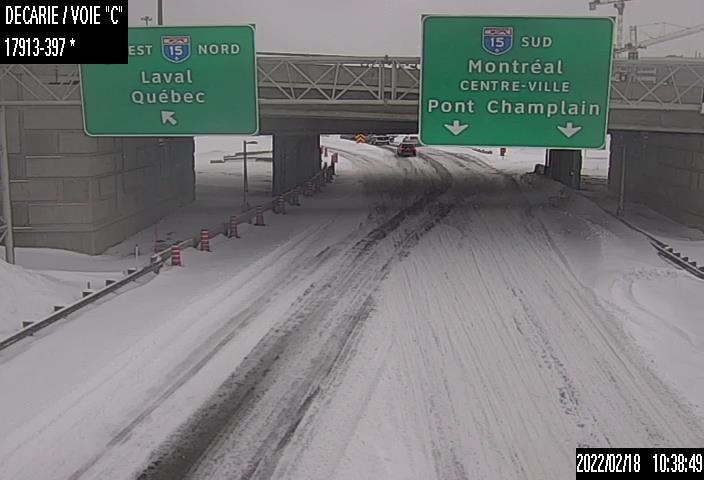 DECARIE / VOIE "C"
17913-397 *
EST 15 NORD
Laval
Québec
15 SUD
Montréal
CENTRE-VILLE
Pont Champlain
2022/02/18 10:38:49